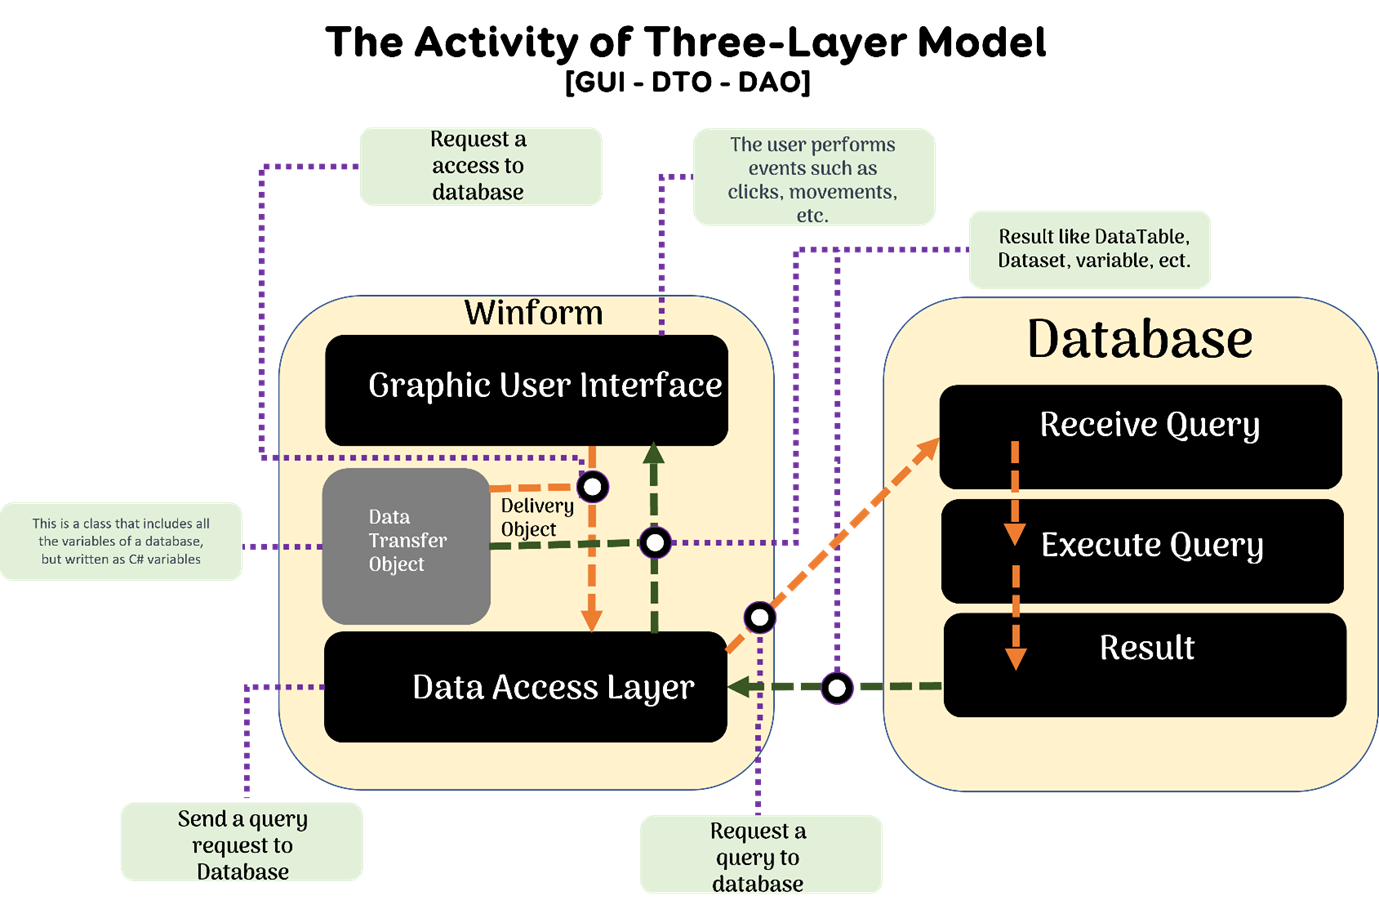 The Activity of Three-Layer Model
[GUI - DTO - DAO]
Request a
access to
database
The user performs
events such as
clicks, movements,
etc.
Result like DataTable,
Dataset, variable, ect.
Winform
Graphic User Interface
Database
Receive Query
Execute Query
Result
Delivery
Object
Data
Transfer
Object
This is a class that includes all
the variables of a database,
but written as C# variables
Data Access Layer
Send a query
request to
Database
Request a
query to
database